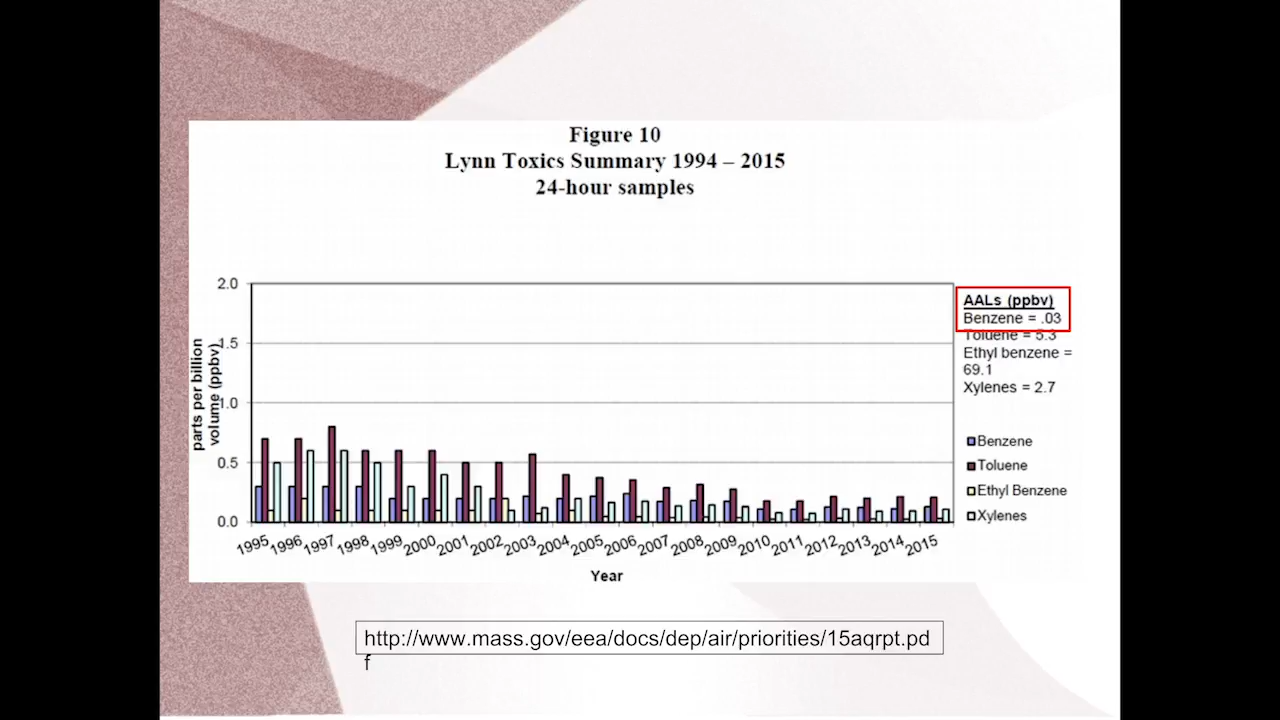 Figure 10
Lynn Toxics Summary 1994 – 2015
24-hour samples
2.0
1.5
1.0
0.5
0.0
parts per billion
volume (ppbv)
1995 1996 1997 1998 1999 2000 2001 2002 2003 2004 2005 2006 2007 2008 2009 2010 2011 2012 2013 2014 2015
Year
AALs (ppbv)
Benzene = .03
Toluene = 5.3
Ethyl benzene =
69.1
Xylenes = 2.7
Benzene
Toluene
Ethyl Benzene
Xylenes
http://www.mass.gov/eea/docs/dep/air/priorities/15aqrpt.pd
f